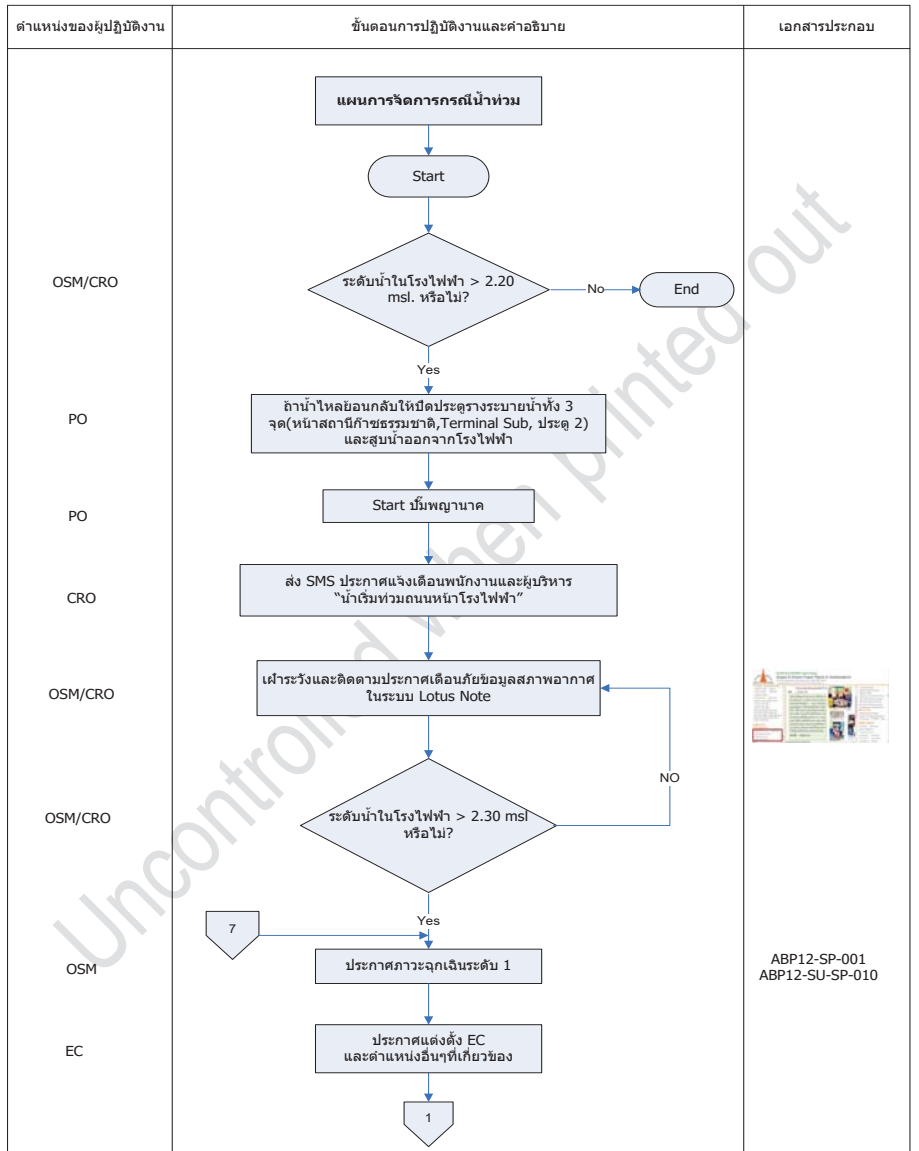 ตำแหน่งของผู้ปฏิบัติงาน
ขั้นตอนการปฏิบัติงานและคำอธิบาย
เอกสารประกอบ
แผนการจัดการกรณีน้ำท่วม
Start
OSM/CRO
ระดับน้ำในโรงไฟฟ้า > 2.20
msl. หรือไม่?
No
End
Yes
PO
ถ้าน้ำไหลย้อนกลับให้ปิดประตูรางระบายน้ำทั้ง 3
จุด(หน้าสถานีก๊าซธรรมชาติ,Terminal Sub, ประตู 2)
และสูบน้ำออกจากโรงไฟฟ้า
PO
Start ปั๊มพญานาค
CRO
ส่ง SMS ประกาศแจ้งเตือนพนักงานและผู้บริหาร
“น้ำเริ่มท่วมถนนหน้าโรงไฟฟ้า”
OSM/CRO
เฝ้าระวังและติดตามประกาศเตือนภัยข้อมูลสภาพอากาศ
ในระบบ Lotus Note
NO
OSM/CRO
ระดับน้ำในโรงไฟฟ้า > 2.30 msl
หรือไม่?
Yes
7
OSM
ประกาศภาวะฉุกเฉินระดับ 1
ABP12-SP-001
ABP12-SU-SP-010
EC
ประกาศแต่งตั้ง EC
และตำแหน่งอื่นๆที่เกี่ยวข้อง
1
Uncontrolled when printed out